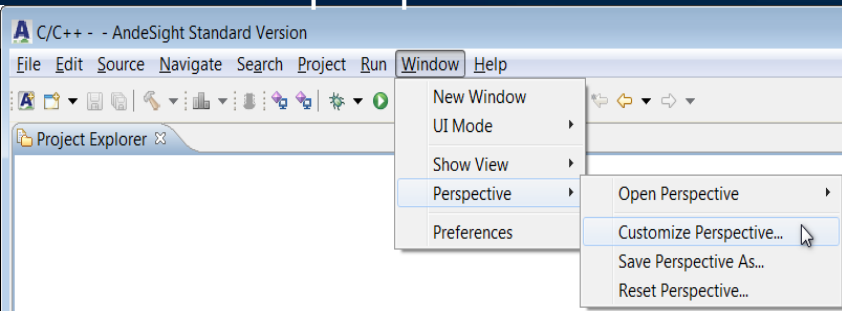 C/C++ - - AndeSight Standard Version
File Edit Source Navigate Search Project Run Window Help
New Window
UI Mode
Project Explorer
Show View
Perspective
Open Perspective
Preferences
Customize Perspective...
Save Perspective As...
Reset Perspective...